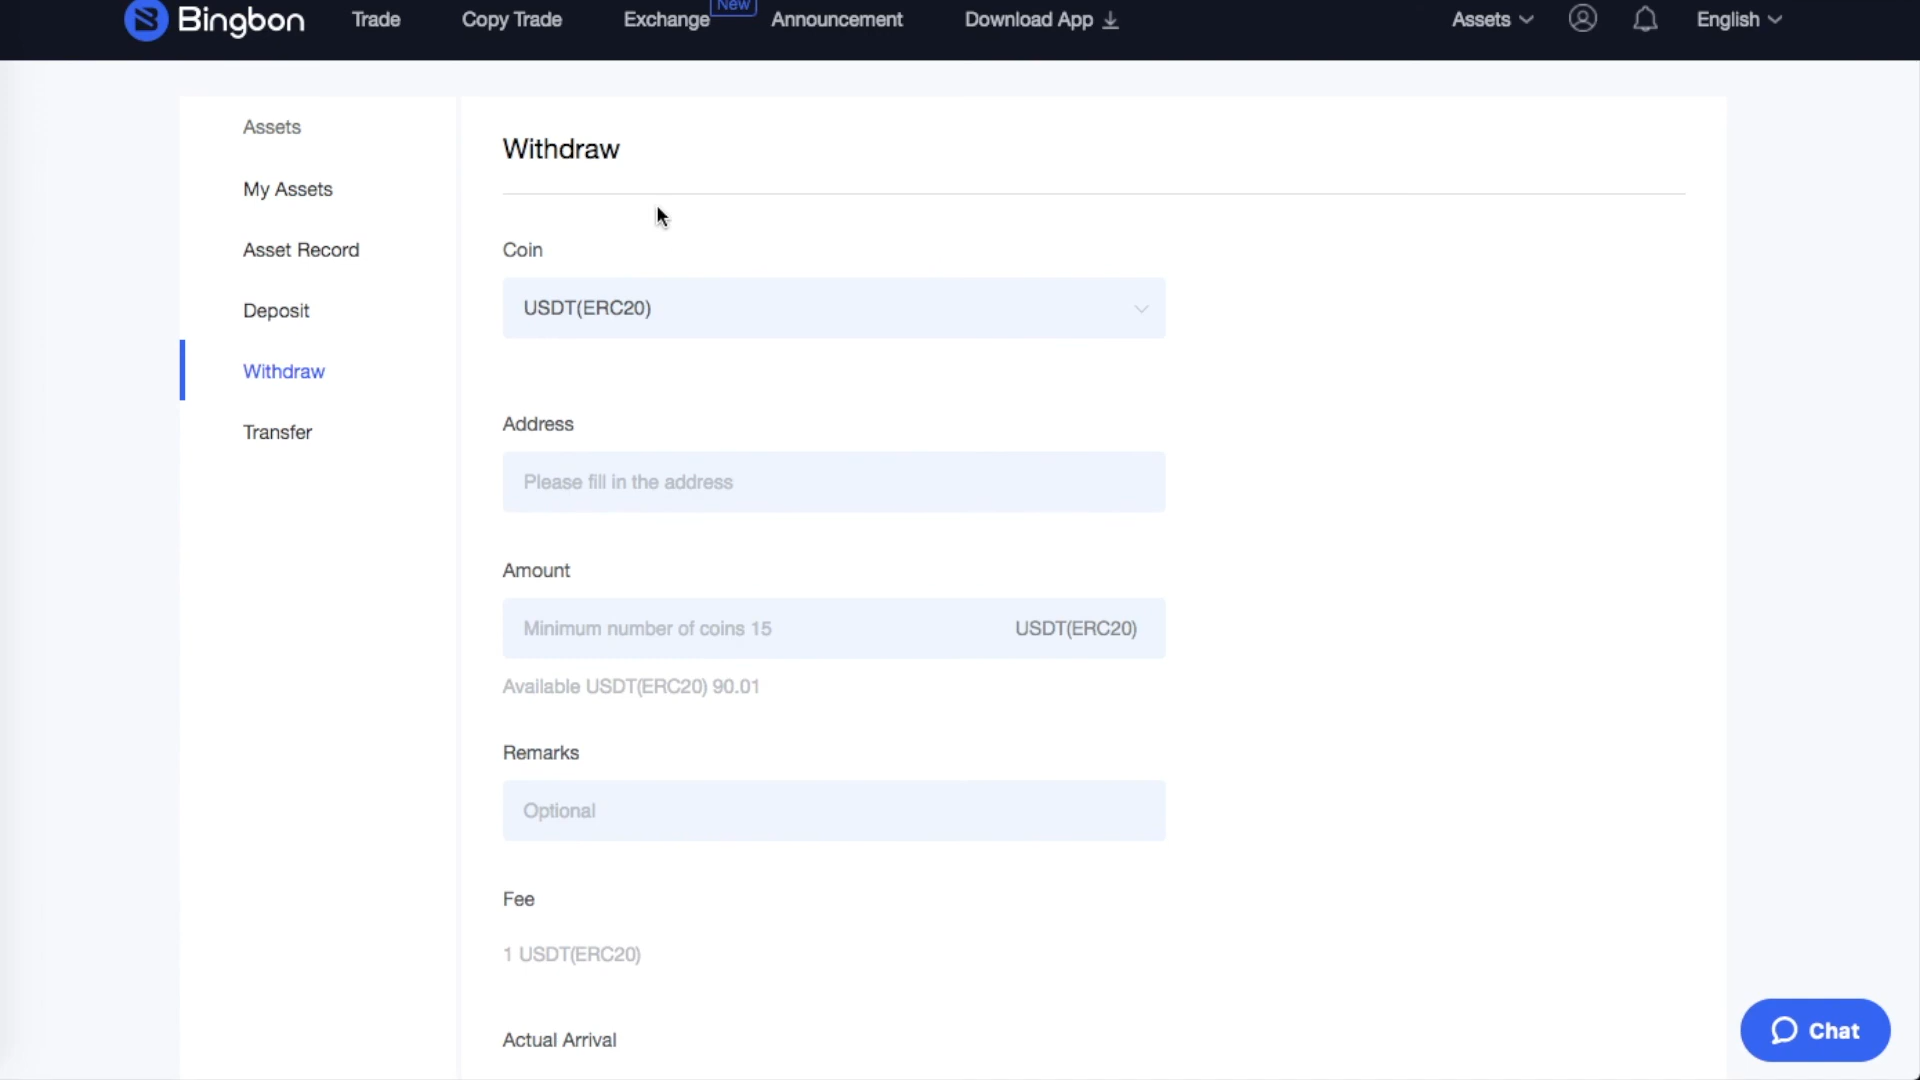 Bingbon
Trade
Copy Trade
Exchange
New
Announcement
Download App
Assets
English
Assets
My Assets
Asset Record
Deposit
Withdraw
Transfer
Withdraw
Coin
USDT(ERC20)
Address
Please fill in the address
Amount
Minimum number of coins 15 USDT(ERC20)
Available USDT(ERC20) 90.01
Remarks
Optional
Fee
1 USDT(ERC20)
Actual Arrival
Chat